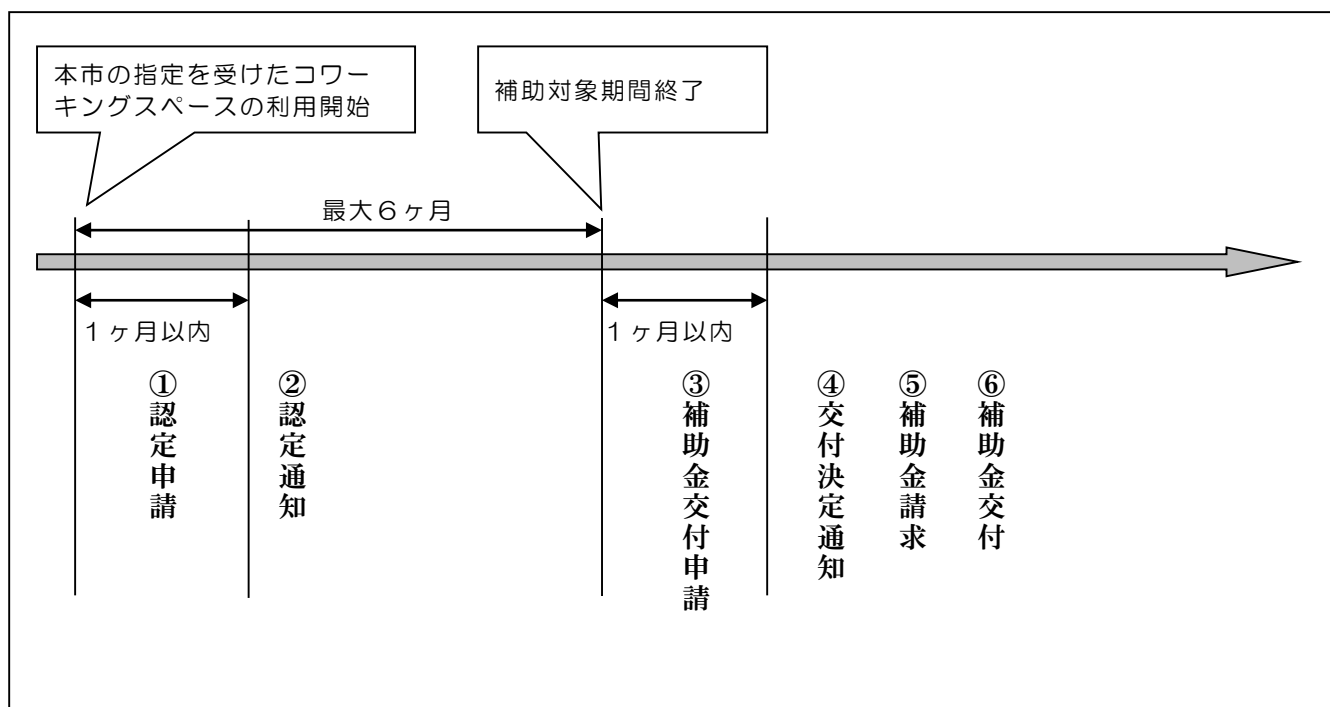 本市の指定を受けたコワー
キングスペースの利用開始
補助対象期間終了
最大６ヶ月
１ヶ月以内
１ヶ月以内
①認定申請
②認定通知
③補助金交付申請
④交付決定通知
⑤補助金請求
⑥補助金交付